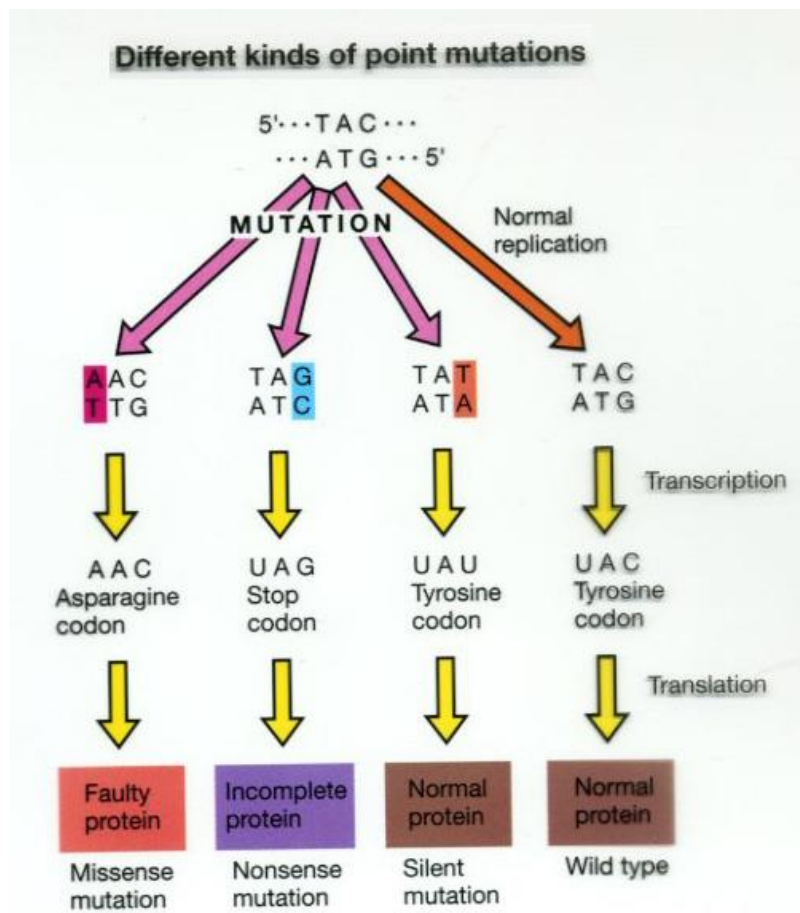 Different kinds of point mutations
5'···TAC···
···ATG···5'
MUTATION
Normal
replication
AAC
TTG
TAG
ATC
TAT
ATA
TAC
ATG
Transcription
AAC
Asparagine
codon
UAG
Stop
codon
UAU
Tyrosine
codon
UAC
Tyrosine
codon
Translation
Faulty
protein
Incomplete
protein
Normal
protein
Normal
protein
Missense
mutation
Nonsense
mutation
Silent
mutation
Wild type